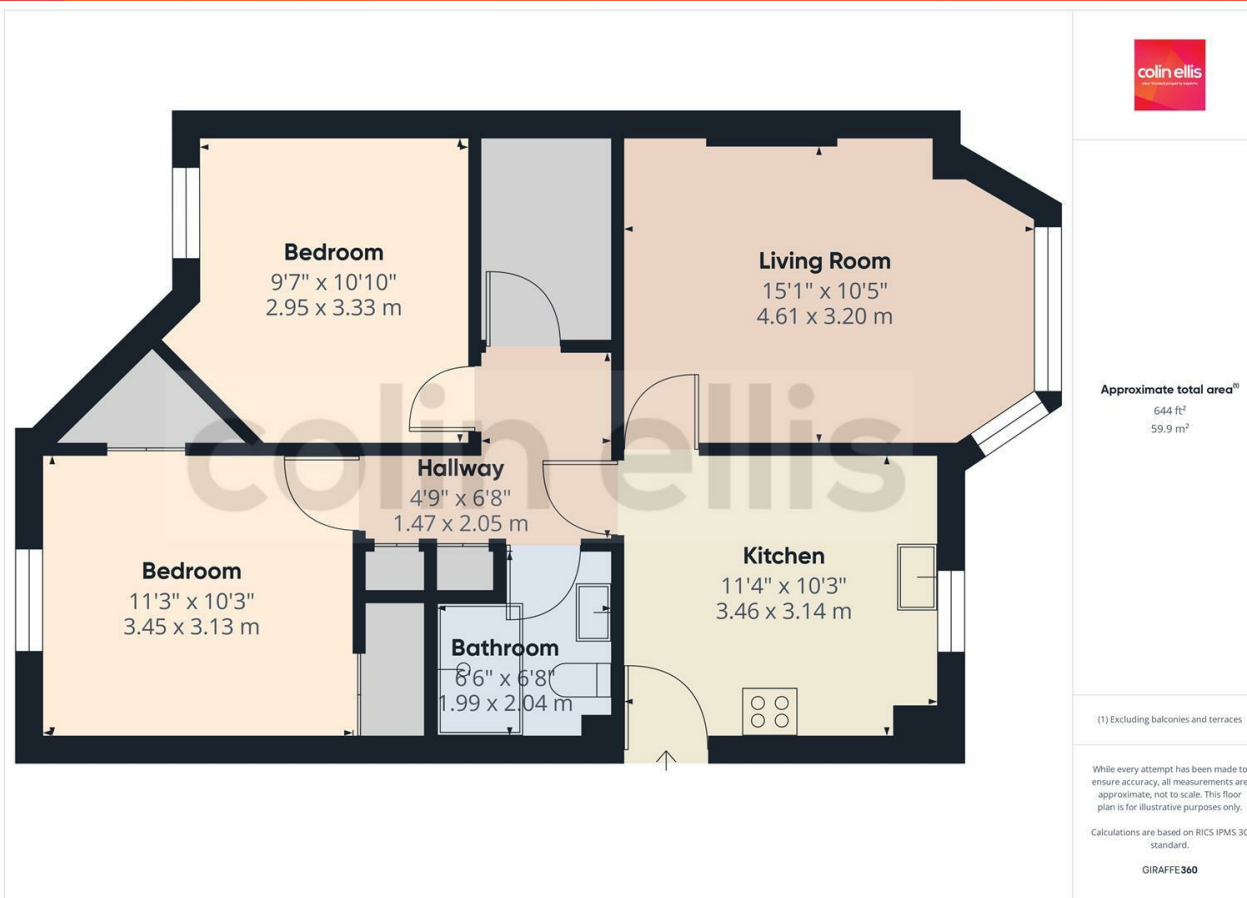 colin ellis
Bedroom
9'7" x 10'10"
2.95 x 3.33 m
Living Room
15'1" x 10'5"
4.61 x 3.20 m
colin ellis
Hallway
4'9" x 6'8"
1.47 x 2.05 m
Bedroom
11'3" x 10'3"
3.45 x 3.13 m
Kitchen
11'4" x 10'3"
3.46 x 3.14 m
Bathroom
6'6" x 6'8"
1.99 x 2.04 m
Approximate total area⁽¹⁾
644 ft²
59.9 m²
(1) Excluding balconies and terraces
While every attempt has been made to
ensure accuracy, all measurements are
approximate, not to scale. This floor
plan is for illustrative purposes only.
Calculations are based on RICS IPMS 3C
standard.
GIRAFFE360